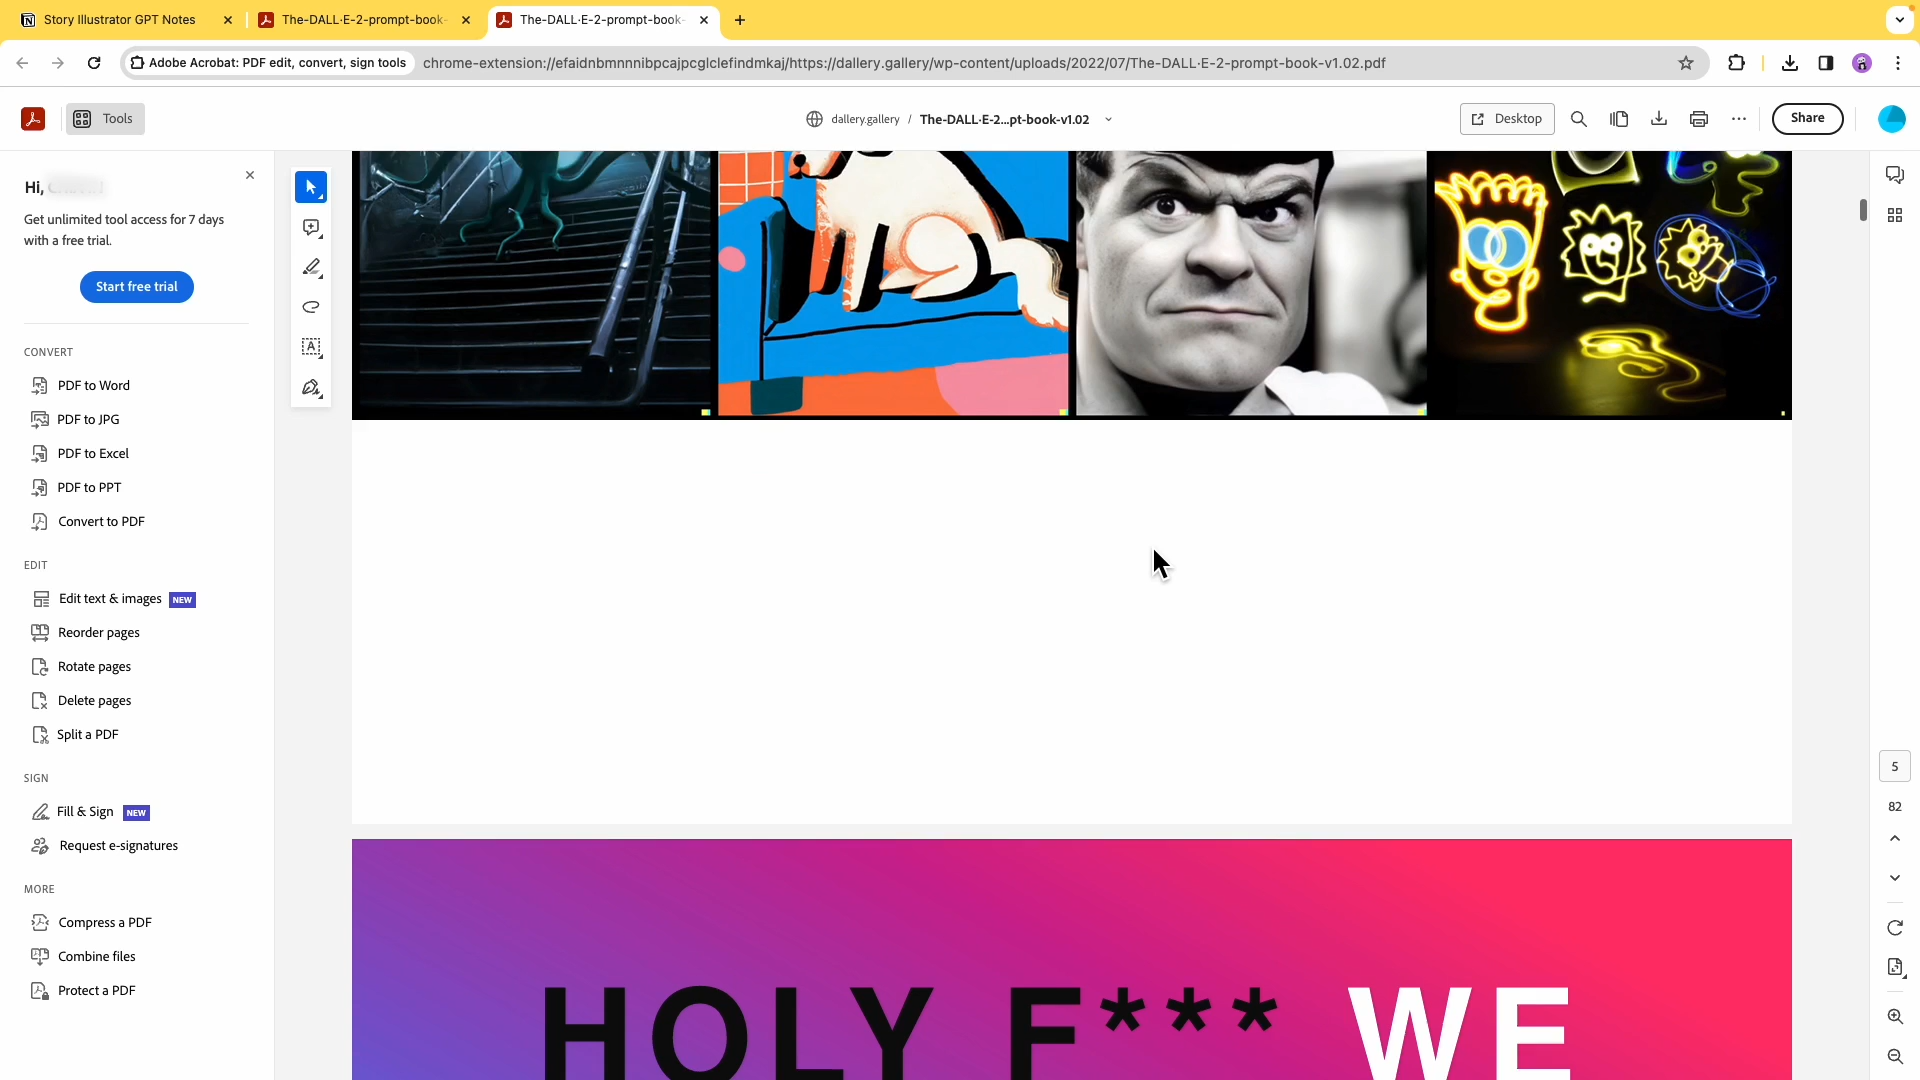 Story Illustrator GPT Notes
The-DALL·E-2-prompt-book-
The-DALL·E-2-prompt-book-
Adobe Acrobat: PDF edit, convert, sign tools
chrome-extension://efaidnbmnnnibpcajpcglclefindmkaj/https://dallery.gallery/wp-content/uploads/2022/07/The-DALL·E-2-prompt-book-v1.02.pdf
Tools
dallery.gallery / The-DALL·E-2...pt-book-v1.02
Desktop
Share
Hi,
Get unlimited tool access for 7 days
with a free trial.
Start free trial
CONVERT
PDF to Word
PDF to JPG
PDF to Excel
PDF to PPT
Convert to PDF
EDIT
Edit text & images NEW
Reorder pages
Rotate pages
Delete pages
Split a PDF
SIGN
Fill & Sign NEW
Request e-signatures
MORE
Compress a PDF
Combine files
Protect a PDF
5
82
HOLY F*** WE